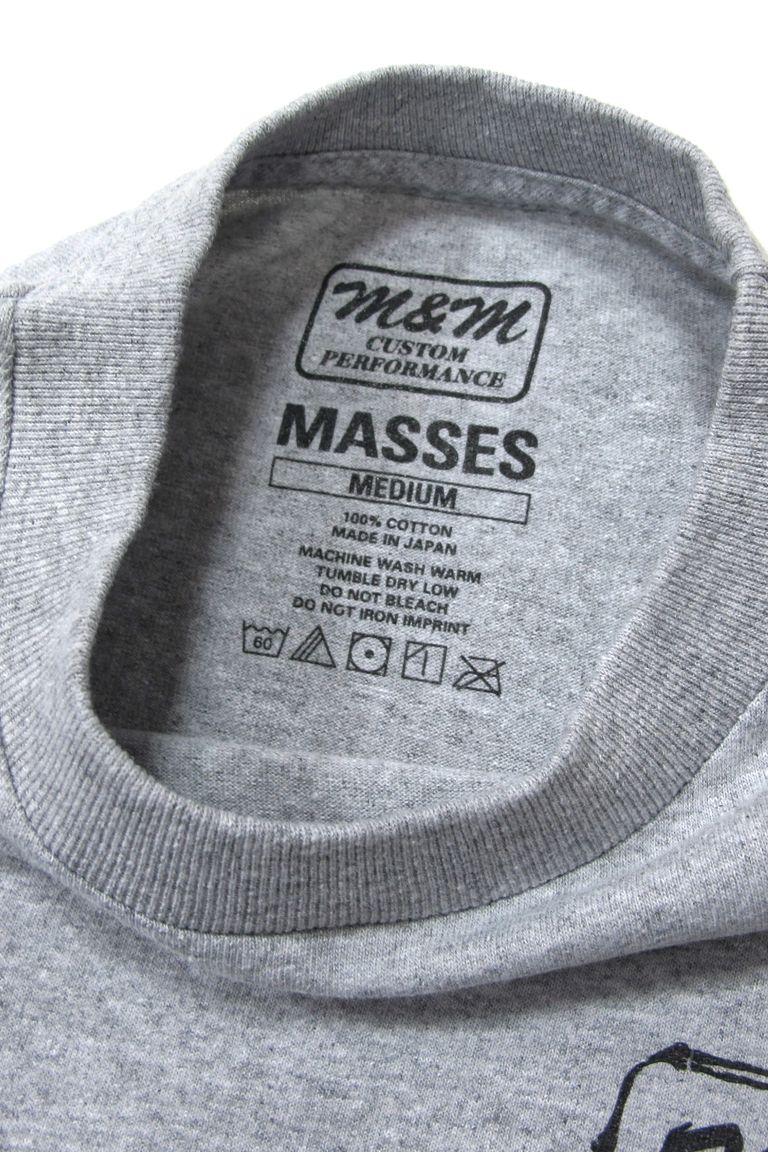 M&M
CUSTOM
PERFORMANCE
MASSES
MEDIUM
100% COTTON
MADE IN JAPAN
MACHINE WASH WARM
TUMBLE DRY LOW
DO NOT BLEACH
DO NOT IRON IMPRINT
60